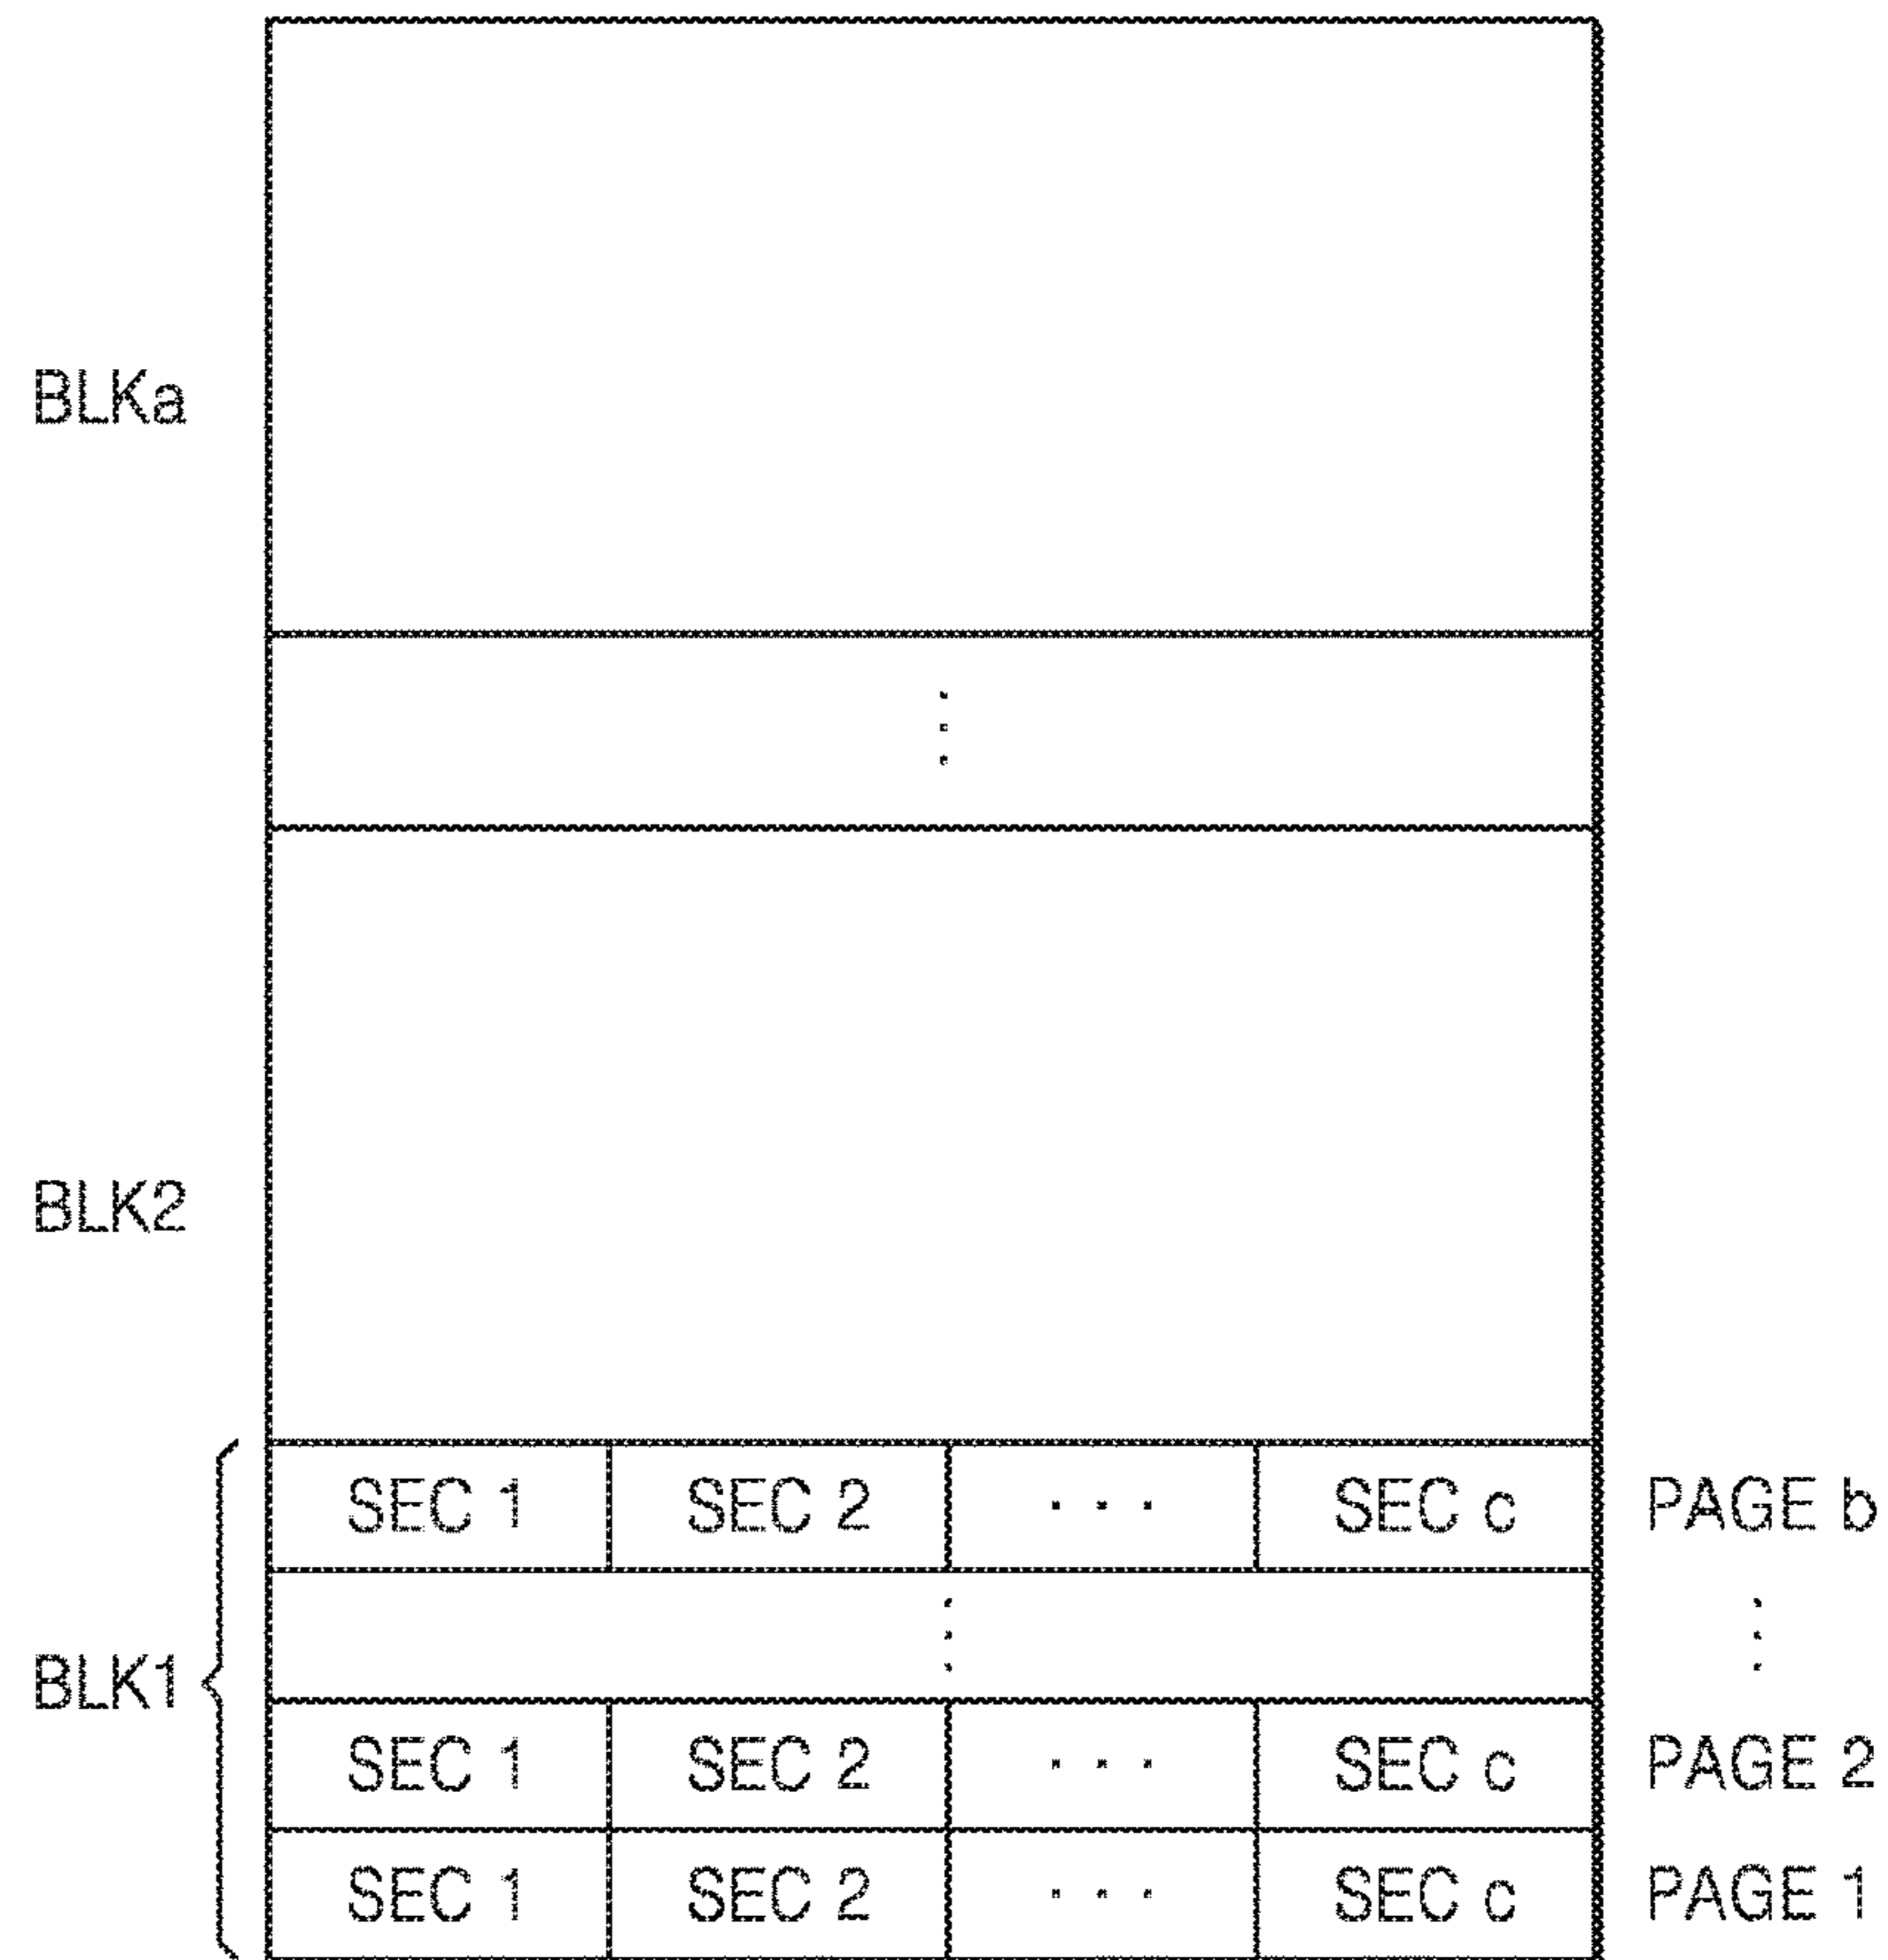 BLKa
⋮
BLK2
SEC 1 SEC 2 ... SEC c PAGE b
⋮ ⋮
BLK1
SEC 1 SEC 2 ... SEC c PAGE 2
SEC 1 SEC 2 ... SEC c PAGE 1